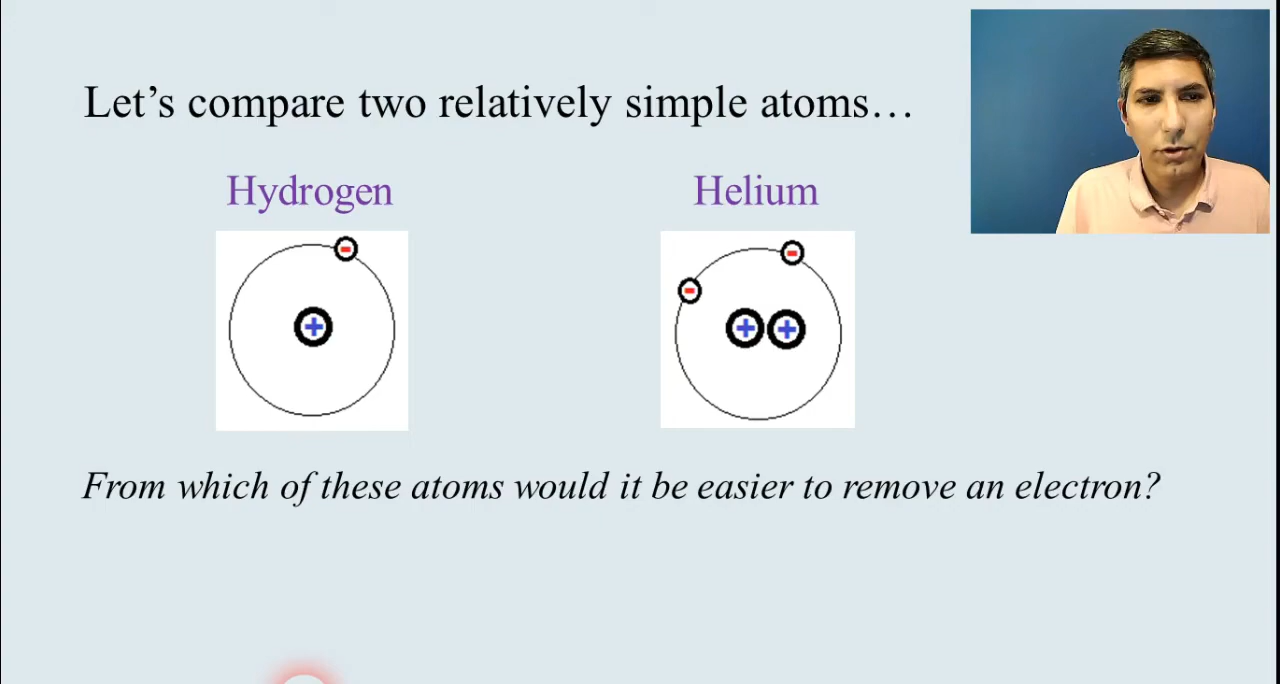 Let’s compare two relatively simple atoms…
Hydrogen
Helium
-
+
-
-
+ +
From which of these atoms would it be easier to remove an electron?